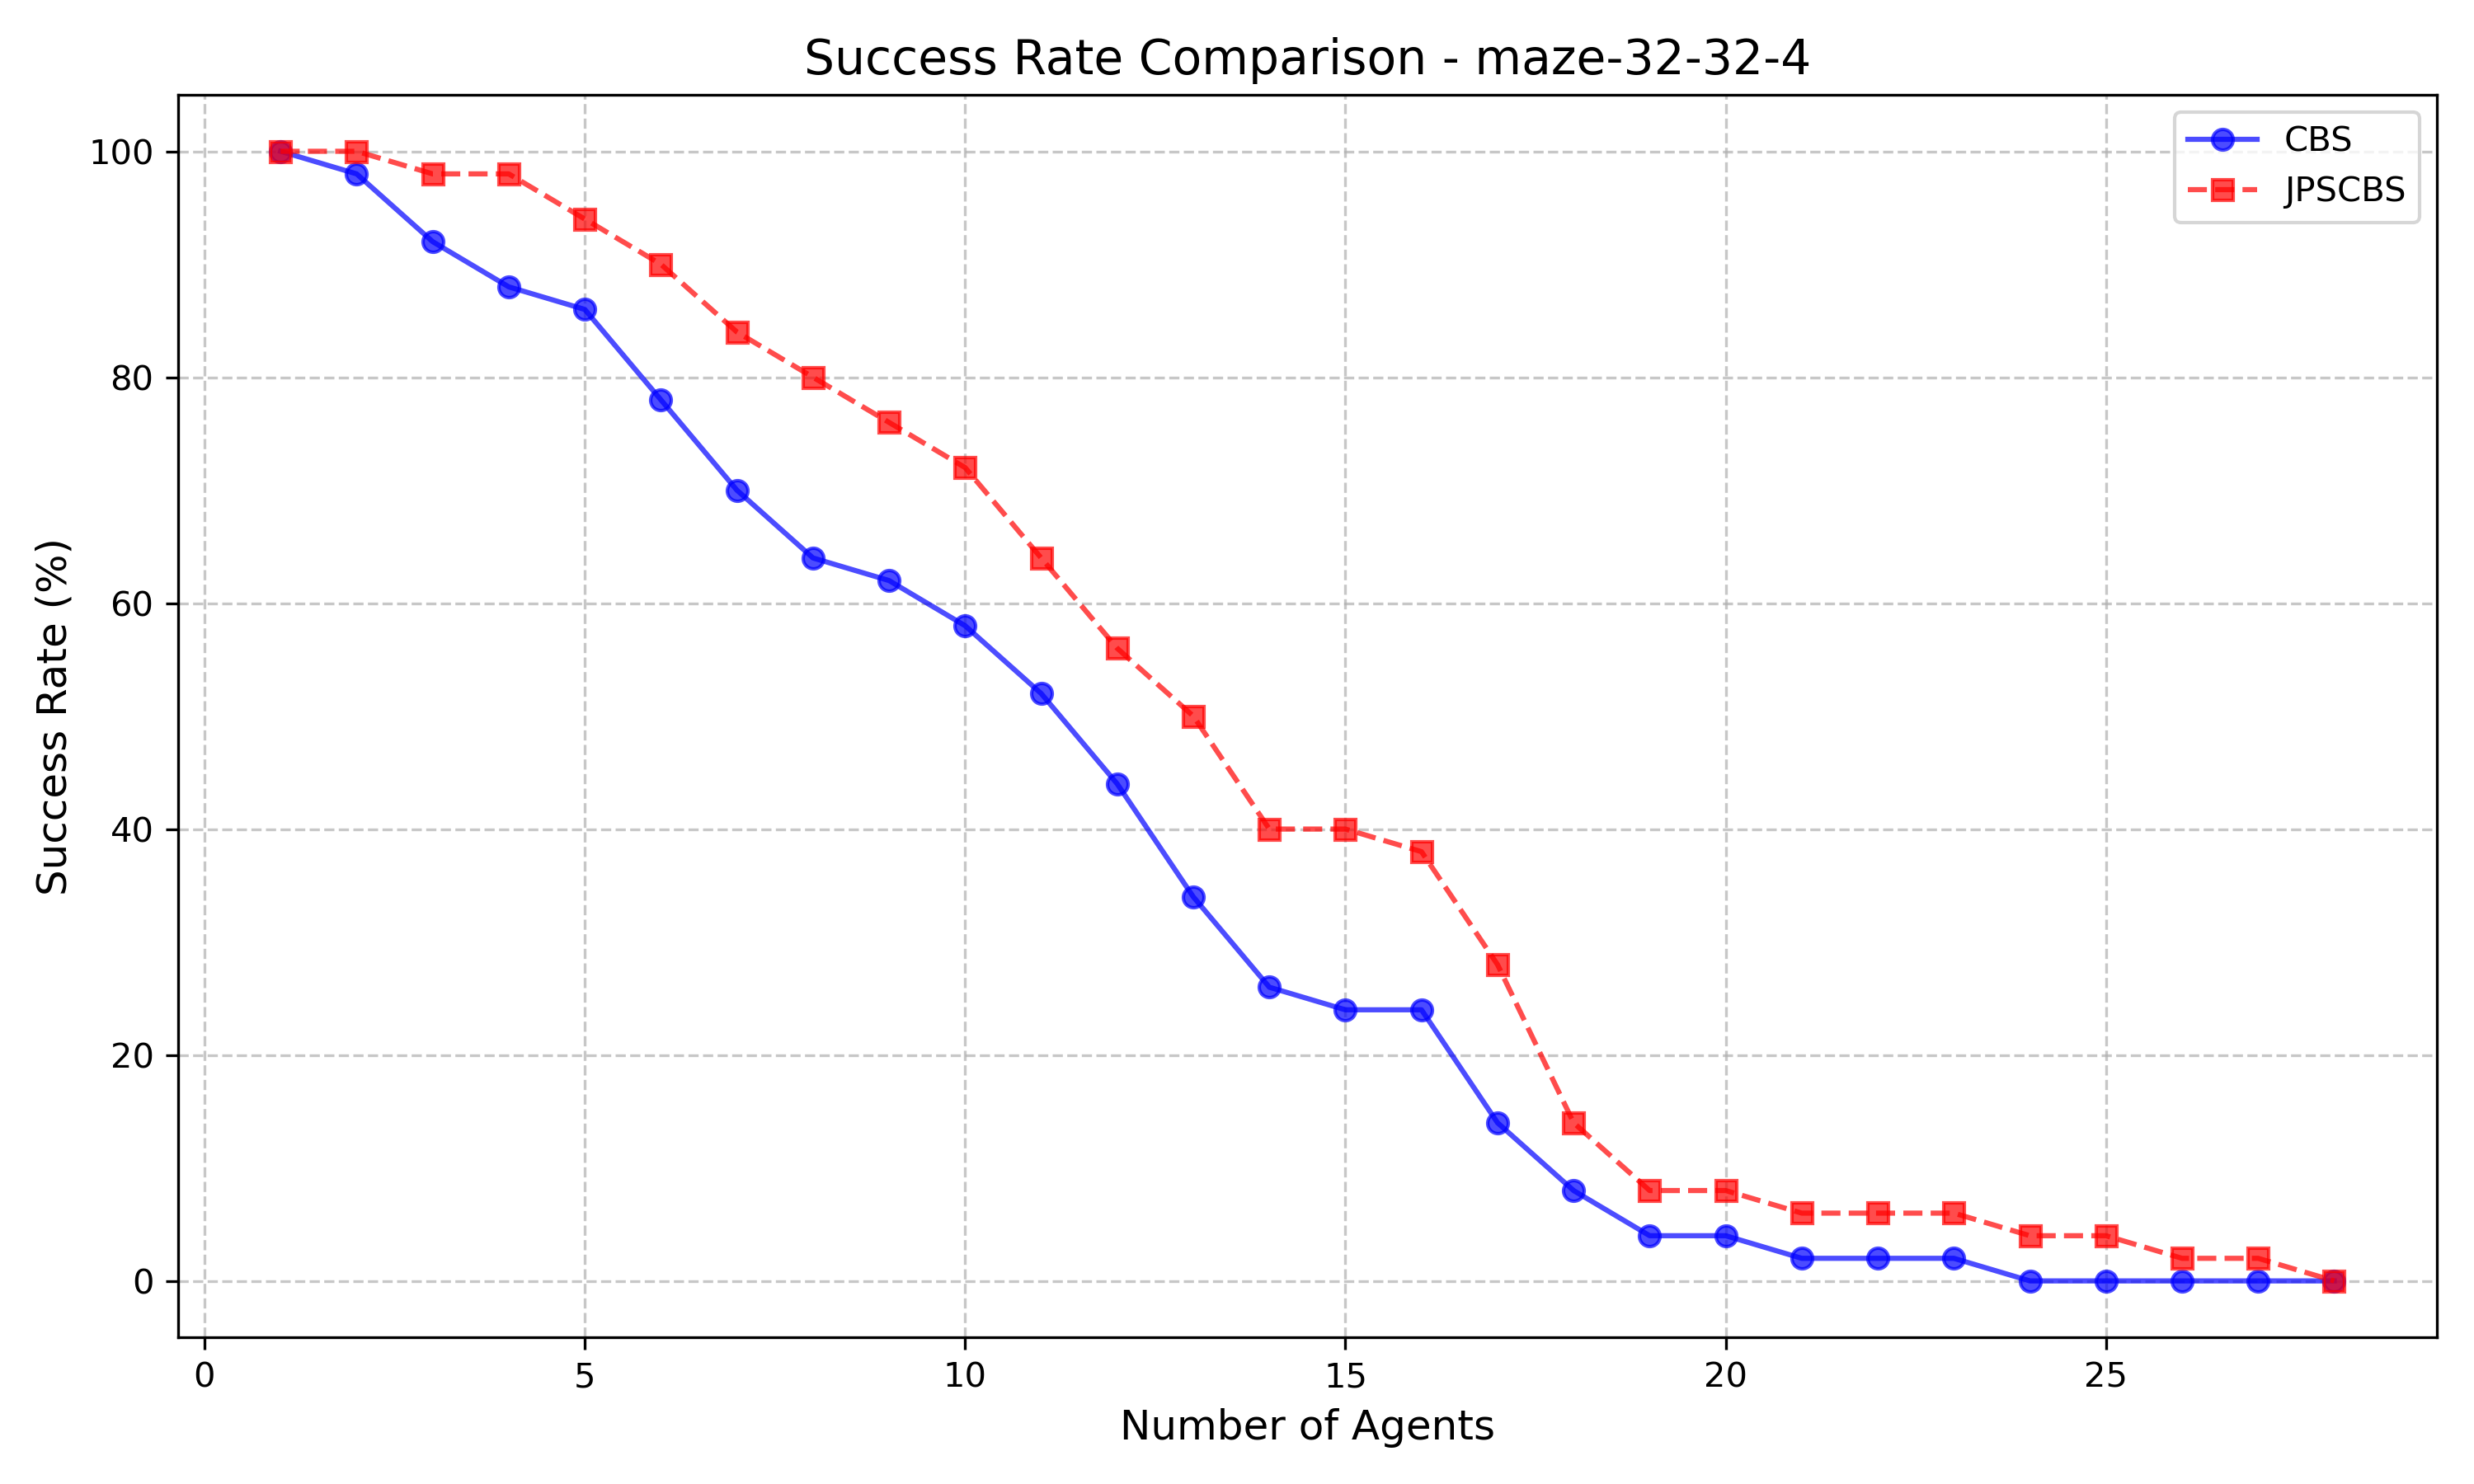 Success Rate Comparison - maze-32-32-4
CBS
JPSCBS
Success Rate (%)
100
80
60
40
20
0
0 5 10 15 20 25
Number of Agents